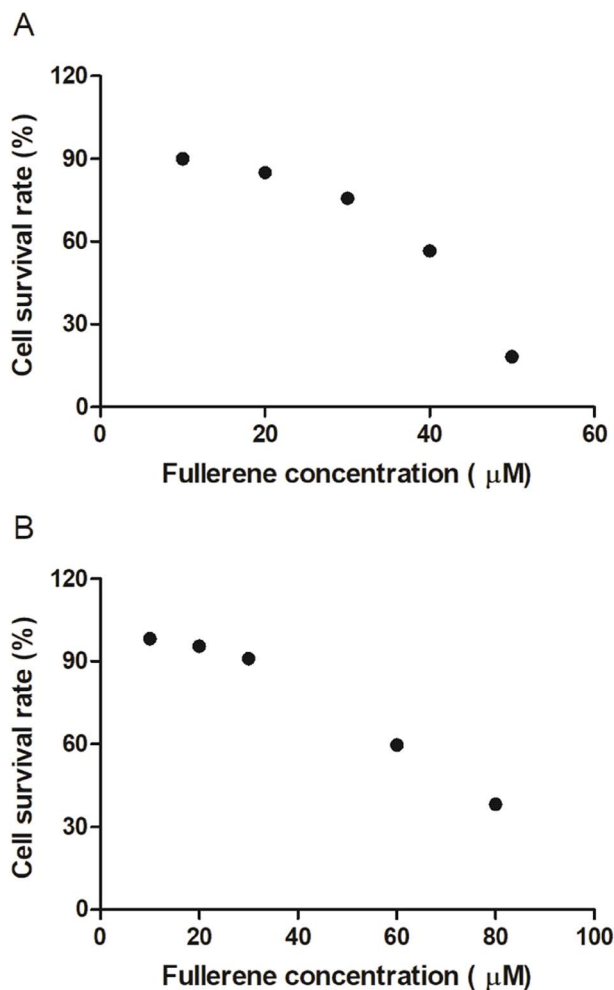 A
120
90
60
30
0
Cell survival rate (%)
0 20 40 60
Fullerene concentration ( μM)
B
120
90
60
30
0
Cell survival rate (%)
0 20 40 60 80 100
Fullerene concentration ( μM)